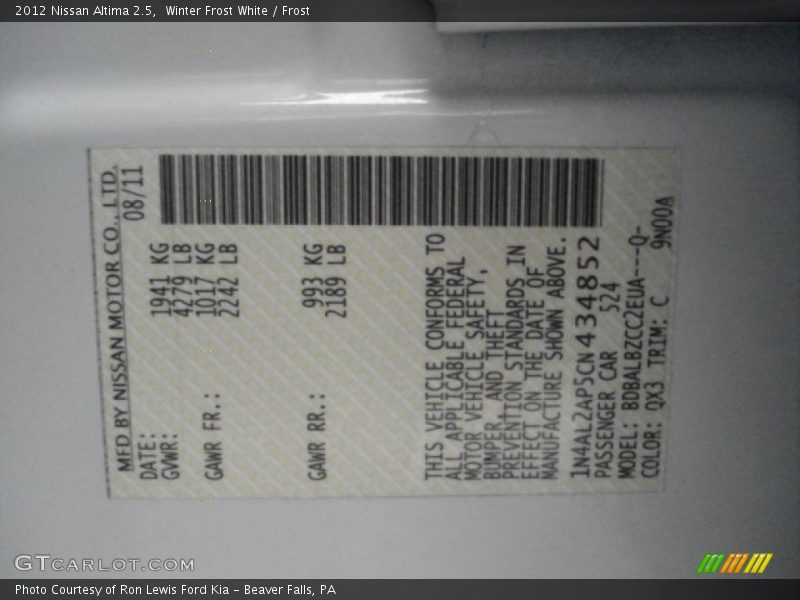 2012 Nissan Altima 2.5,  Winter Frost White / Frost
MFD BY NISSAN MOTOR CO., LTD.
DATE: 08/11
GVWR: 1941 KG
4279 LB
GAWR FR.: 1017 KG
2242 LB
GAWR RR.: 993 KG
2189 LB
THIS VEHICLE CONFORMS TO
ALL APPLICABLE FEDERAL
MOTOR VEHICLE SAFETY,
BUMPER, AND THEFT
PREVENTION STANDARDS IN
EFFECT ON THE DATE OF
MANUFACTURE SHOWN ABOVE.
1N4AL2AP5CN434852
PASSENGER CAR 524
MODEL: BDBALBZCC2EUA---Q-
COLOR: QX3 TRIM: C 9N00A
GTCARLOT.COM
Photo Courtesy of Ron Lewis Ford Kia - Beaver Falls, PA